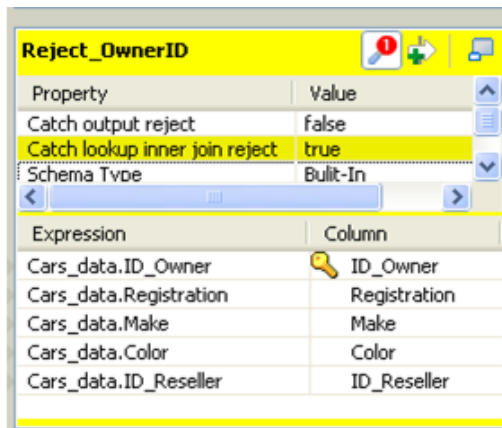 Reject_OwnerID
1
Property Value
Catch output reject false
Catch lookup inner join reject true
Schema Type Bulit-In
Expression Column
Cars_data.ID_Owner ID_Owner
Cars_data.Registration Registration
Cars_data.Make Make
Cars_data.Color Color
Cars_data.ID_Reseller ID_Reseller